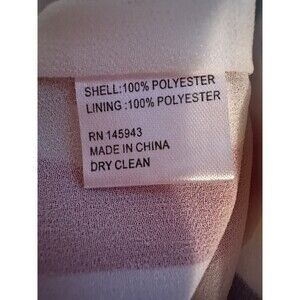 SHELL:100% POLYESTER
LINING :100% POLYESTER
RN 145943
MADE IN CHINA
DRY CLEAN